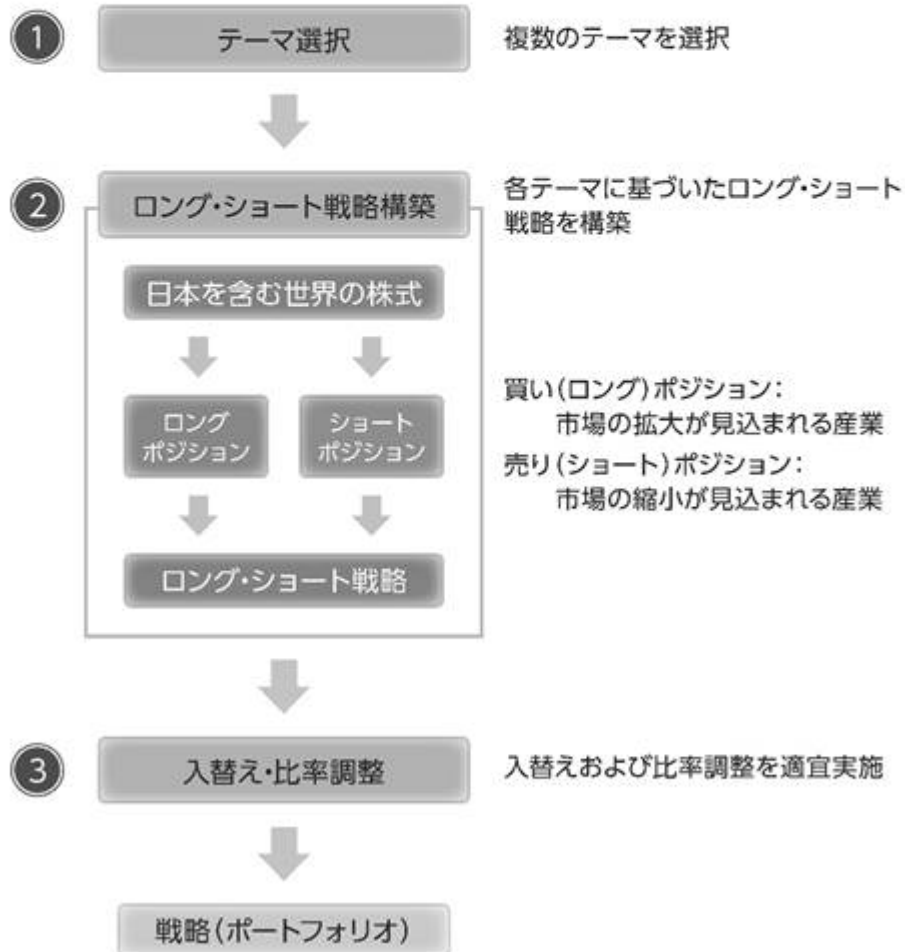 1
テーマ選択
複数のテーマを選択
2
ロング・ショート戦略構築
各テーマに基づいたロング・ショート
戦略を構築
日本を含む世界の株式
ロング
ポジション
ショート
ポジション
買い(ロング)ポジション:
市場の拡大が見込まれる産業
売り(ショート)ポジション:
市場の縮小が見込まれる産業
ロング・ショート戦略
3
入替え・比率調整
入替えおよび比率調整を適宜実施
戦略(ポートフォリオ)